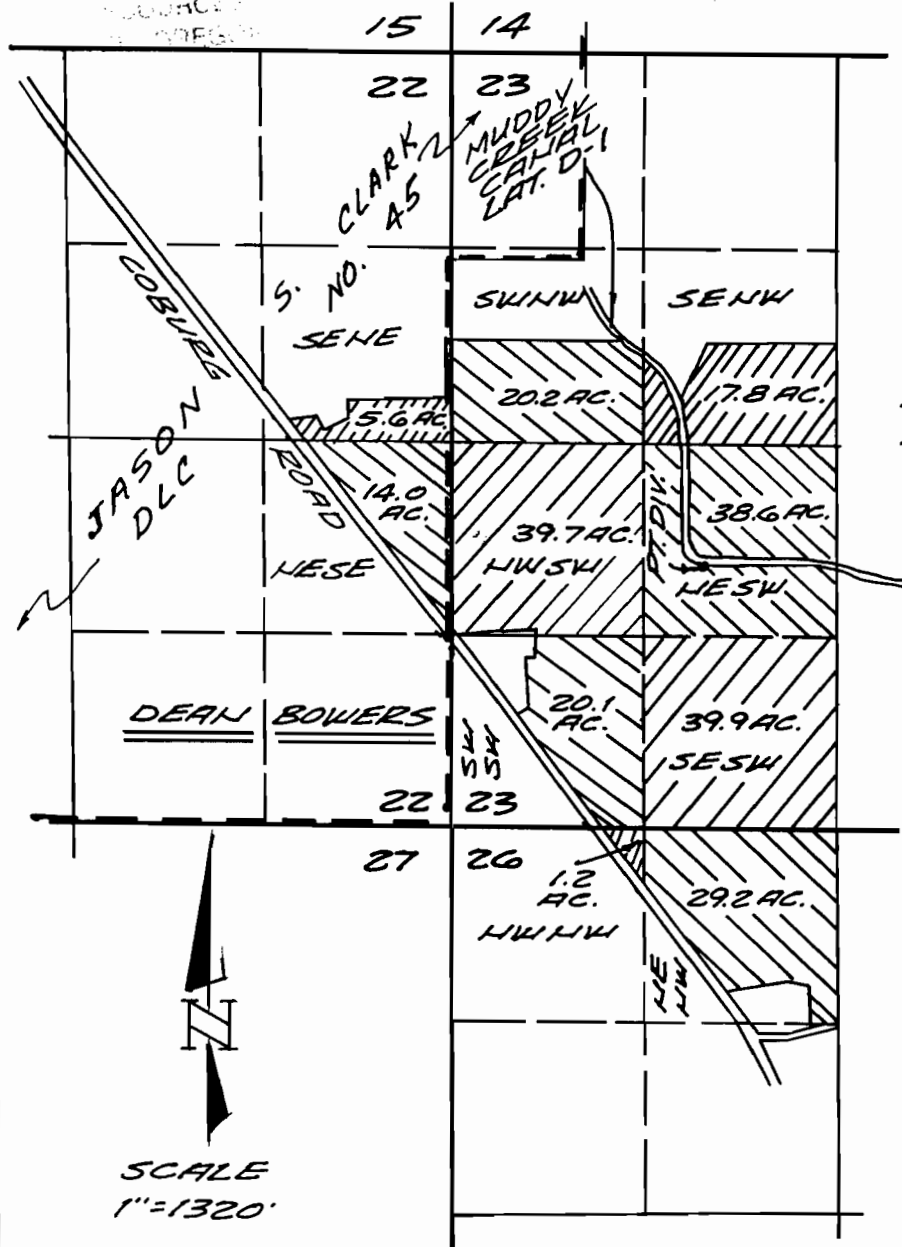 15 14
22 23
MUDDY
CREEK
CANAL
LAT. D-1
S. CLARK
NO. 45
COBURG
ROAD
SENE
SWNW
SENW
20.2 AC.
17.8 AC.
5.6 AC.
JASON
DLC
14.0
AC.
39.7 AC.
NWSW
PT. DIV.
38.6 AC.
NESW
NESE
DEAN BOWERS
SW
SW
20.1
AC.
39.9 AC.
SESW
22 23
27 26
1.2
AC.
NWNW
29.2 AC.
NE
NW
N
SCALE
1"=1320'